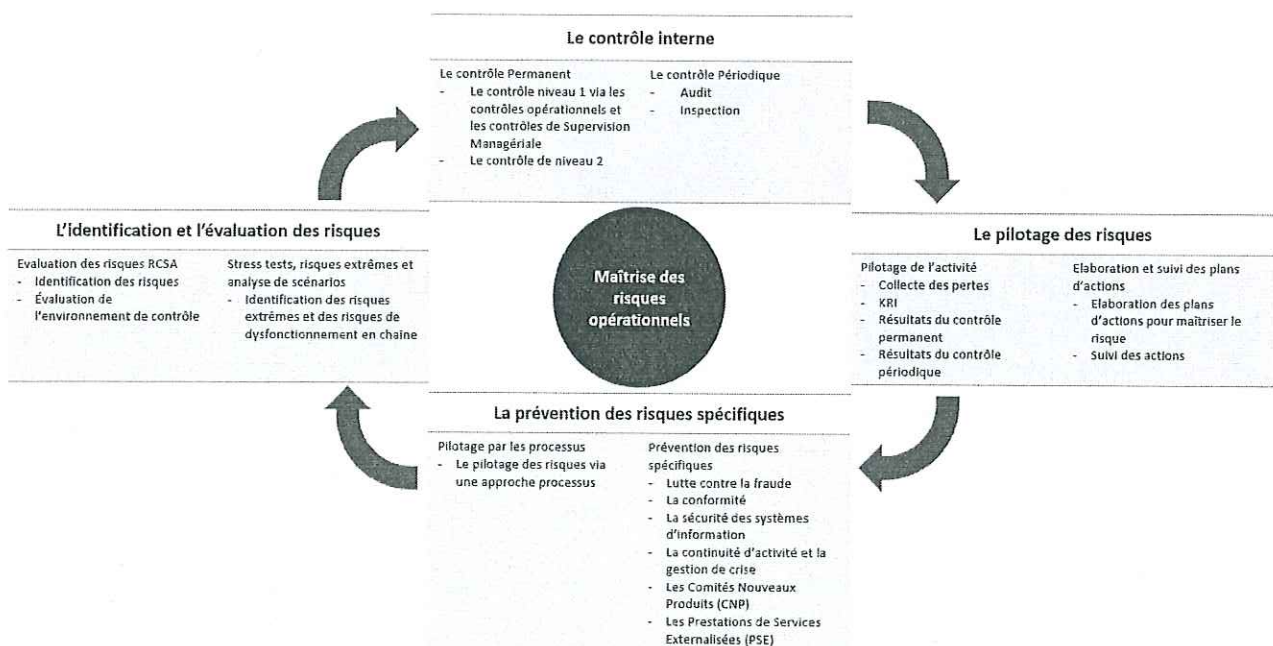 Le contrôle interne
Le contrôle Permanent
- Le contrôle niveau 1 via les
contrôles opérationnels et
les contrôles de Supervision
Managériale
- Le contrôle de niveau 2
Le contrôle Périodique
- Audit
- Inspection
L'identification et l'évaluation des risques
Evaluation des risques RCSA
- Identification des risques
- Évaluation de
l'environnement de contrôle
Stress tests, risques extrêmes et
analyse de scénarios
- Identification des risques
extrêmes et des risques de
dysfonctionnement en chaîne
Maîtrise des
risques
opérationnels
Le pilotage des risques
Pilotage de l'activité
- Collecte des pertes
- KRI
- Résultats du contrôle
permanent
- Résultats du contrôle
périodique
Elaboration et suivi des plans
d'actions
- Elaboration des plans
d'actions pour maîtriser le
risque
- Suivi des actions
La prévention des risques spécifiques
Pilotage par les processus
- Le pilotage des risques via
une approche processus
Prévention des risques
spécifiques
- Lutte contre la fraude
- La conformité
- La sécurité des systèmes
d'information
- La continuité d'activité et la
gestion de crise
- Les Comités Nouveaux
Produits (CNP)
- Les Prestations de Services
Externalisées (PSE)